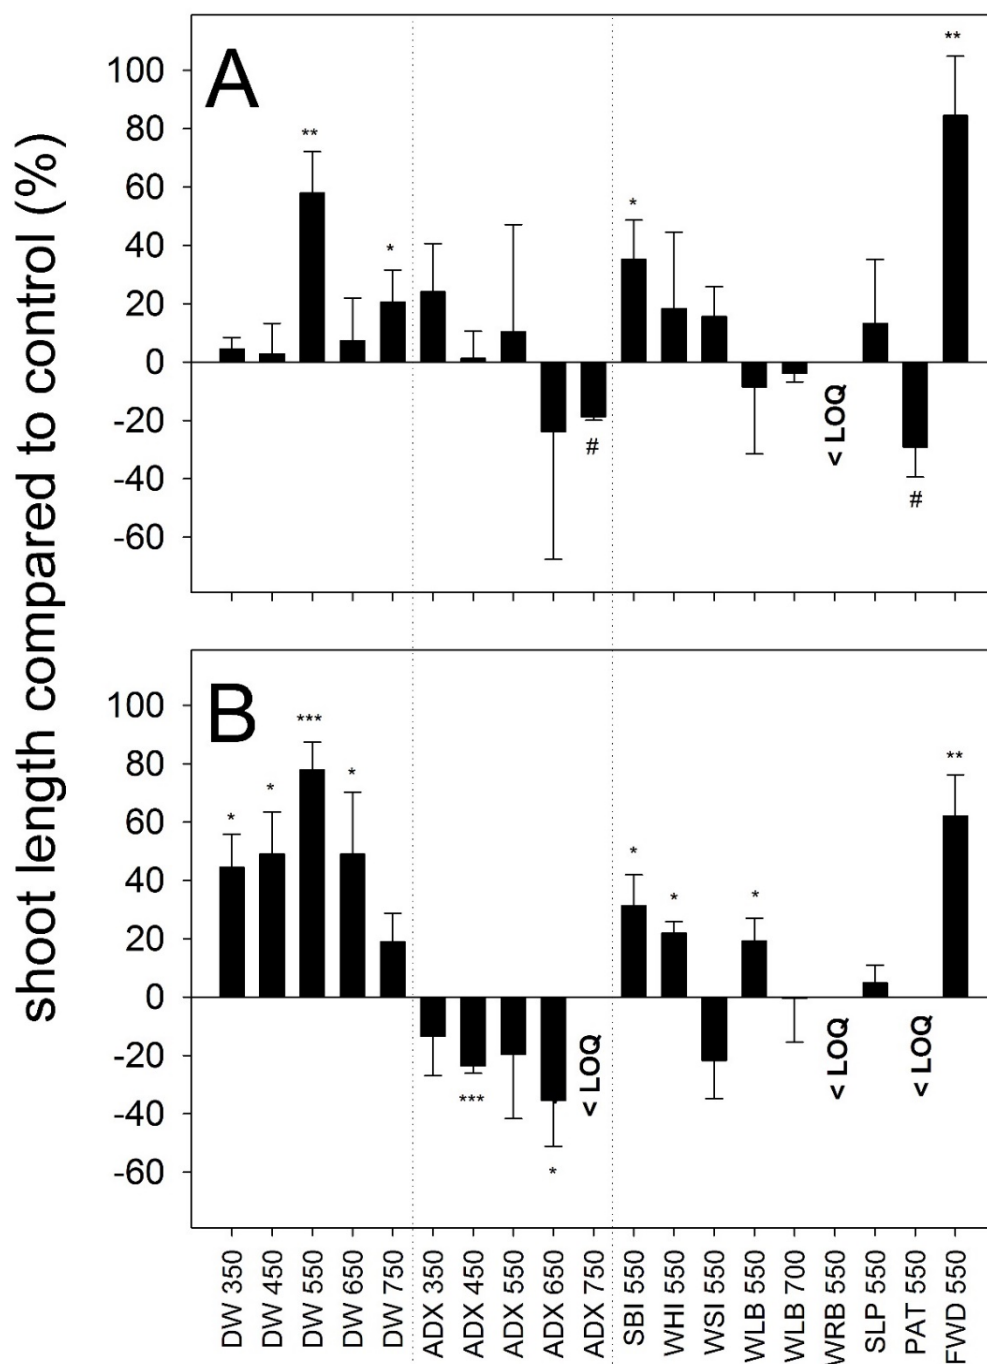 shoot length compared to control (%)
A
100
80
60
40
20
0
-20
-40
-60
**
*
*
**
#
#
< LOQ
B
100
80
60
40
20
0
-20
-40
-60
*
*
***
*
***
*
*
*
*
**
< LOQ
< LOQ
< LOQ
DW 350
DW 450
DW 550
DW 650
DW 750
ADX 350
ADX 450
ADX 550
ADX 650
ADX 750
SBI 550
WHI 550
WSI 550
WLB 550
WLB 700
WRB 550
SLP 550
PAT 550
FWD 550